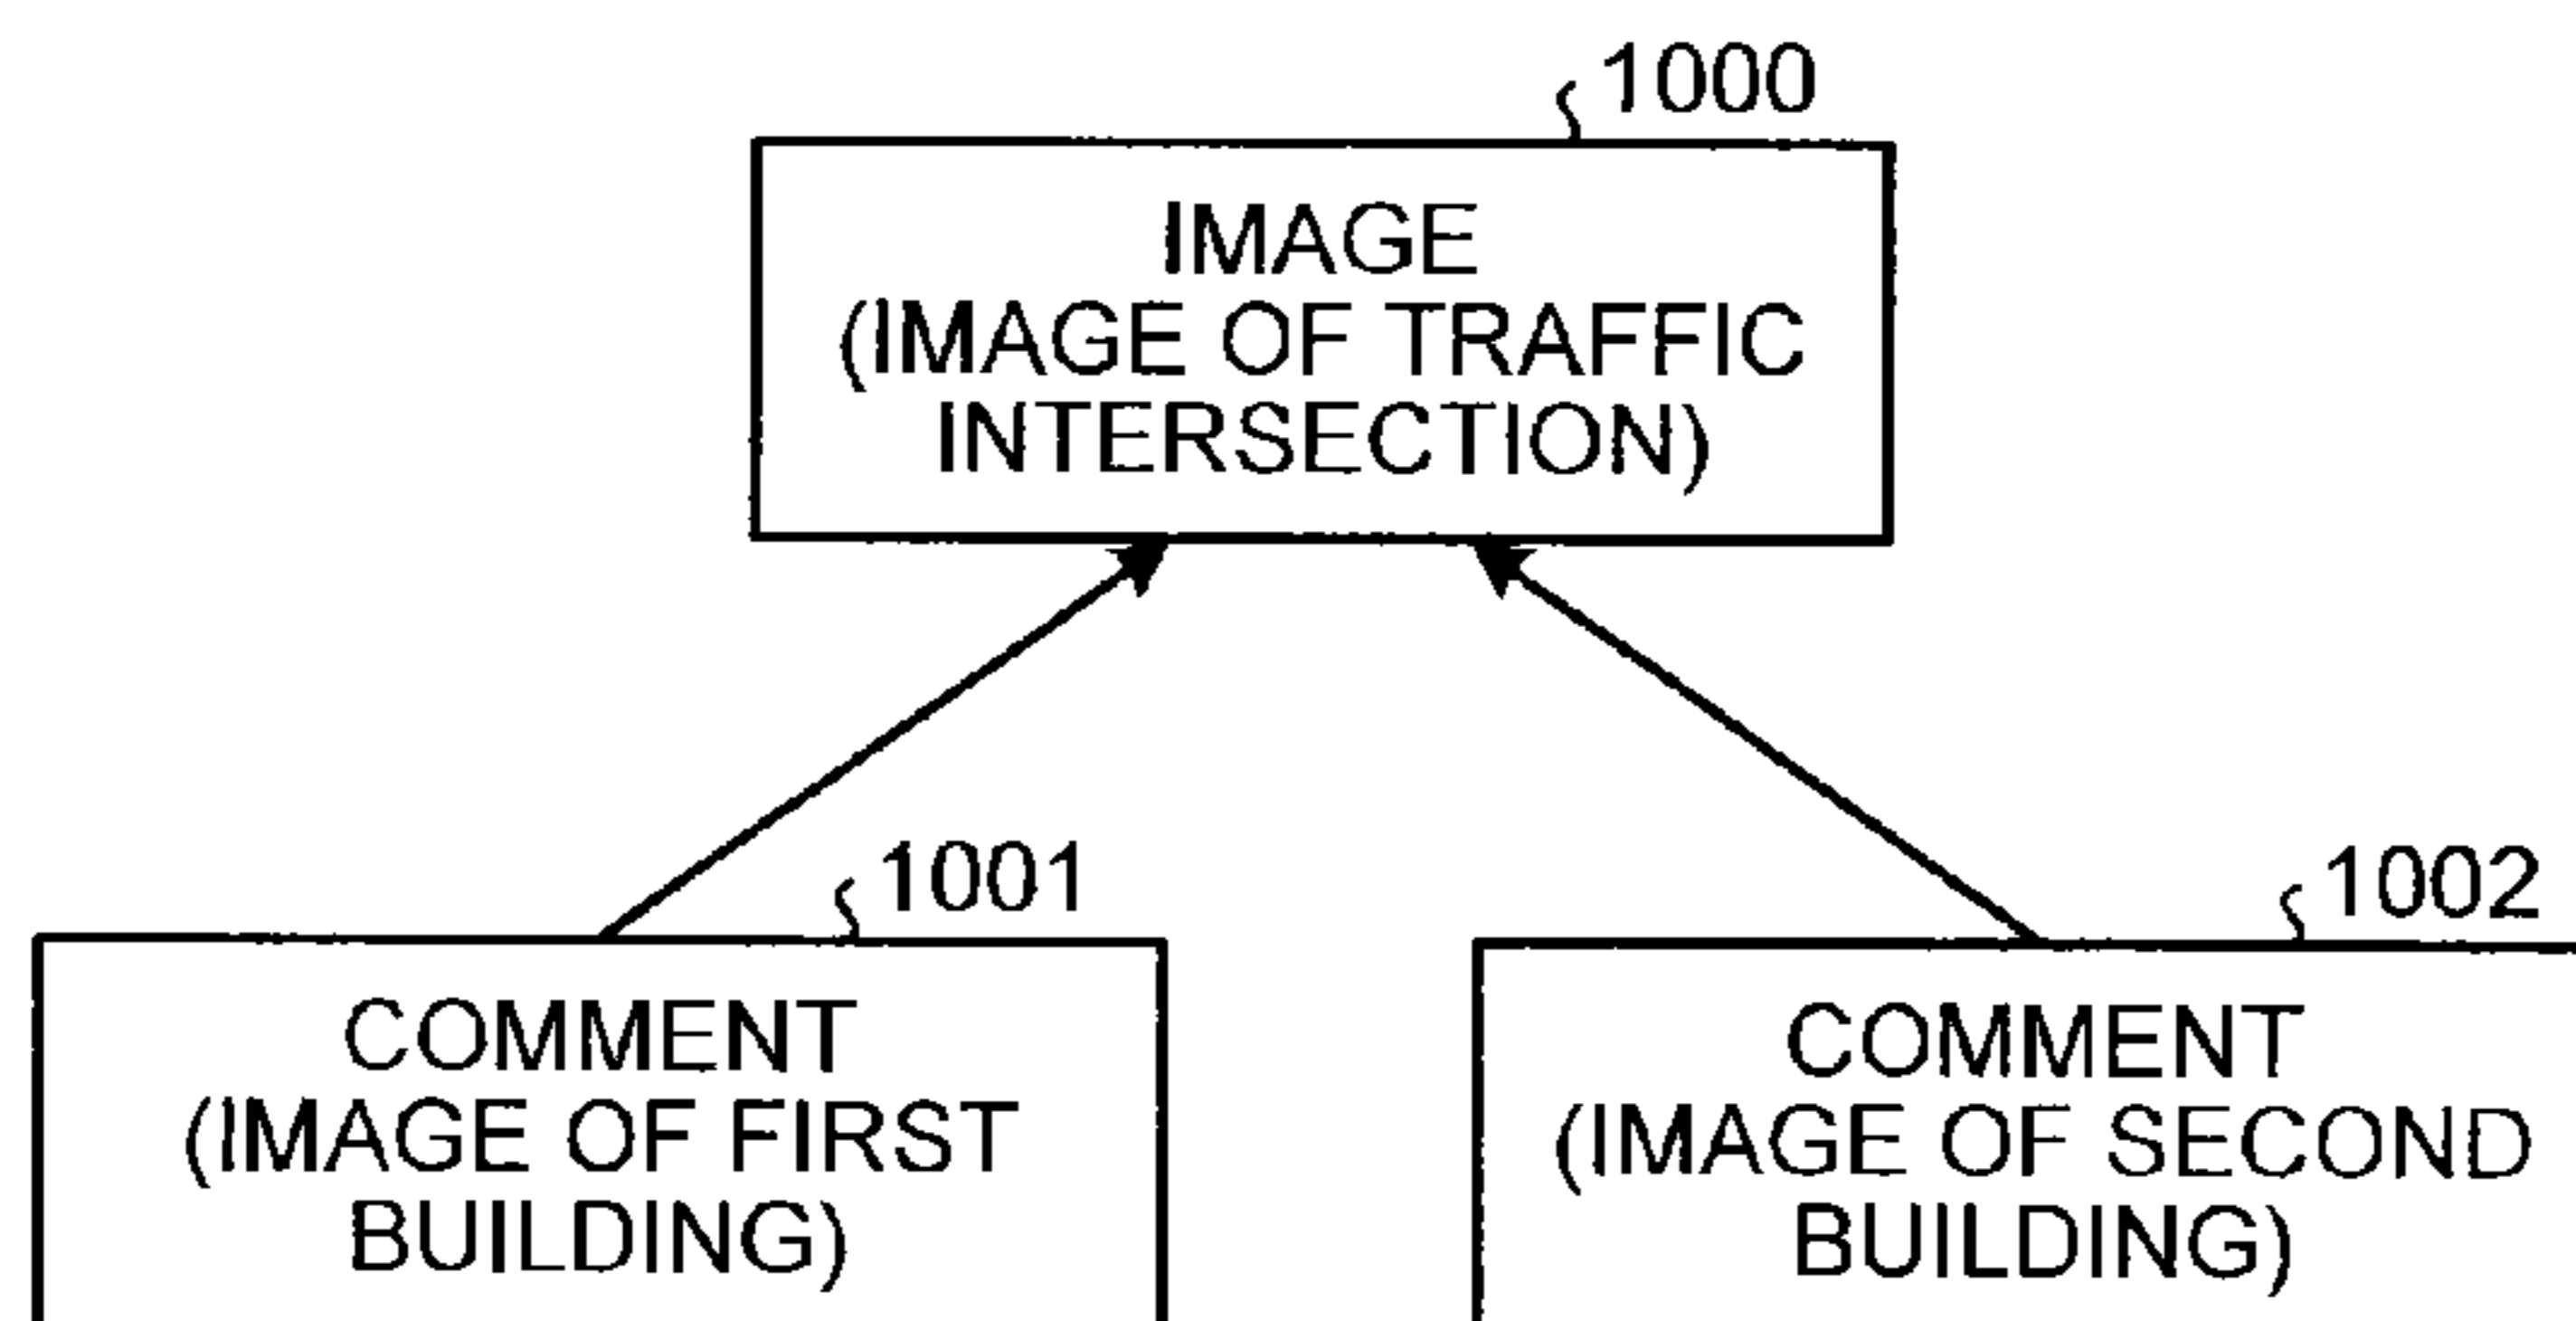 1000
IMAGE
(IMAGE OF TRAFFIC
INTERSECTION)
1001
COMMENT
(IMAGE OF FIRST
BUILDING)
1002
COMMENT
(IMAGE OF SECOND
BUILDING)